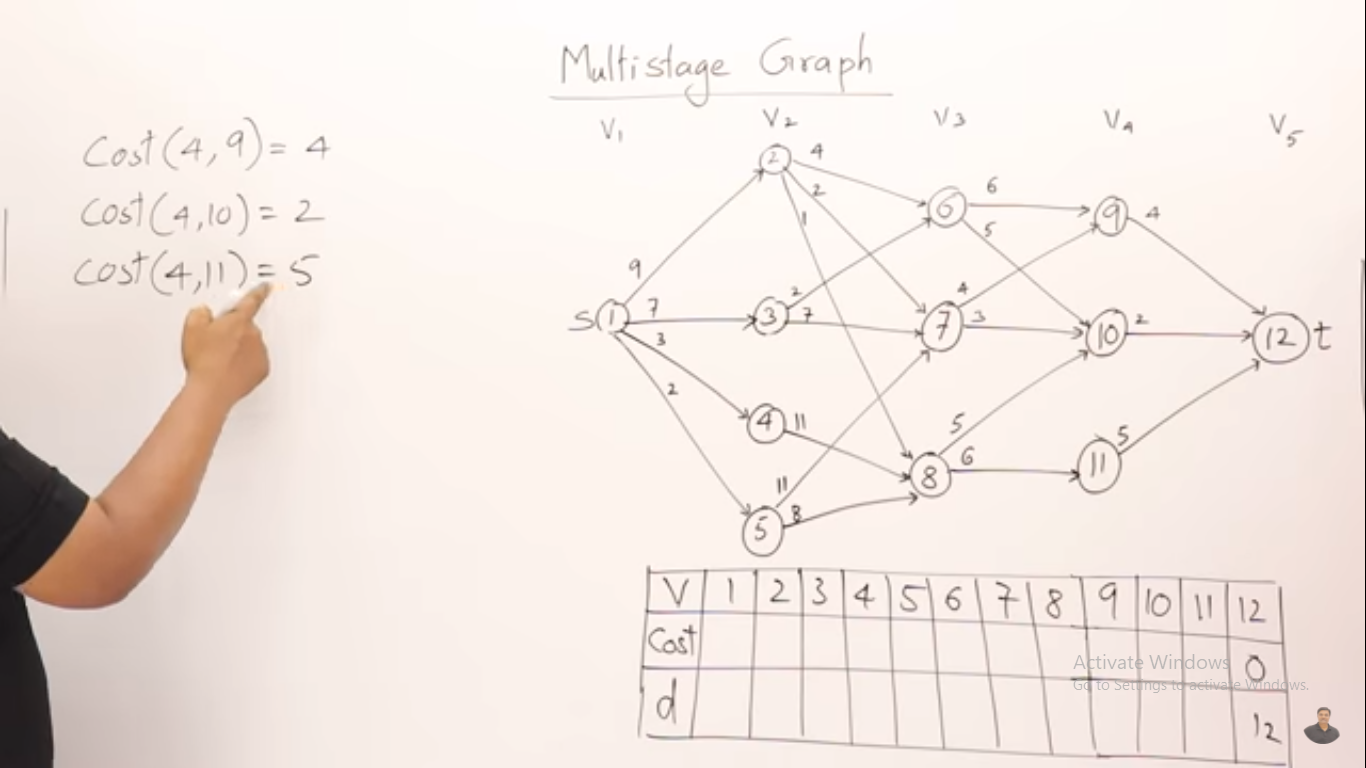 Multistage Graph
V1 V2 V3 V4 V5
Cost(4,9) = 4
Cost(4,10) = 2
Cost(4,11) = 5
2 4
2
1
6 6
5
9 4
9
S 1 7
3
2
3 2
7
7 4
3
10 2
12 t
4 11
8 5
6
11 5
5 11
8
V 1 2 3 4 5 6 7 8 9 10 11 12
Cost 0
d 12
Activate Windows
Go to Settings to activate Windows.